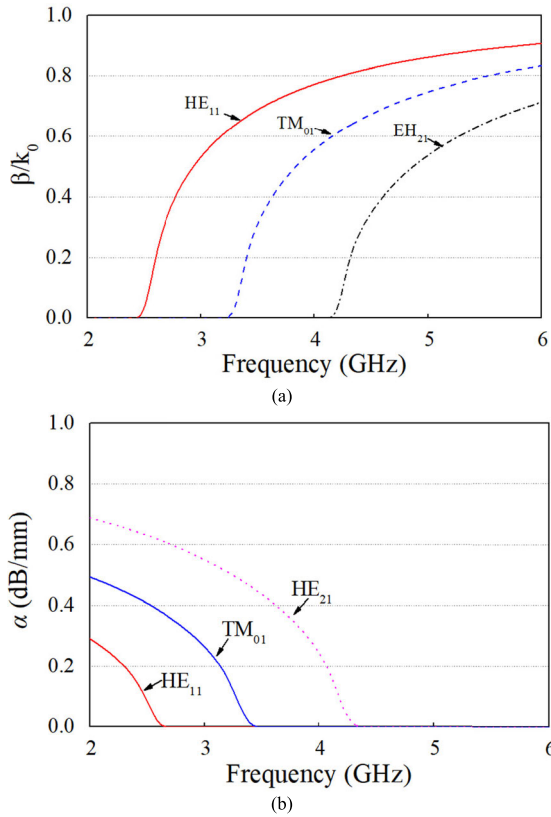 1.0
0.8
0.6
0.4
0.2
0.0
β/k₀
HE₁₁
TM₀₁
EH₂₁
2 3 4 5 6
Frequency (GHz)
(a)
1.0
0.8
0.6
0.4
0.2
0.0
α (dB/mm)
HE₂₁
TM₀₁
HE₁₁
2 3 4 5 6
Frequency (GHz)
(b)